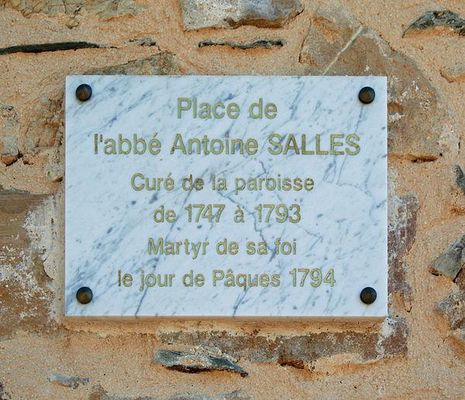 Place de
l'abbé Antoine SALLES
Curé de la paroisse
de 1747 à 1793
Martyr de sa foi
le jour de Pâques 1794